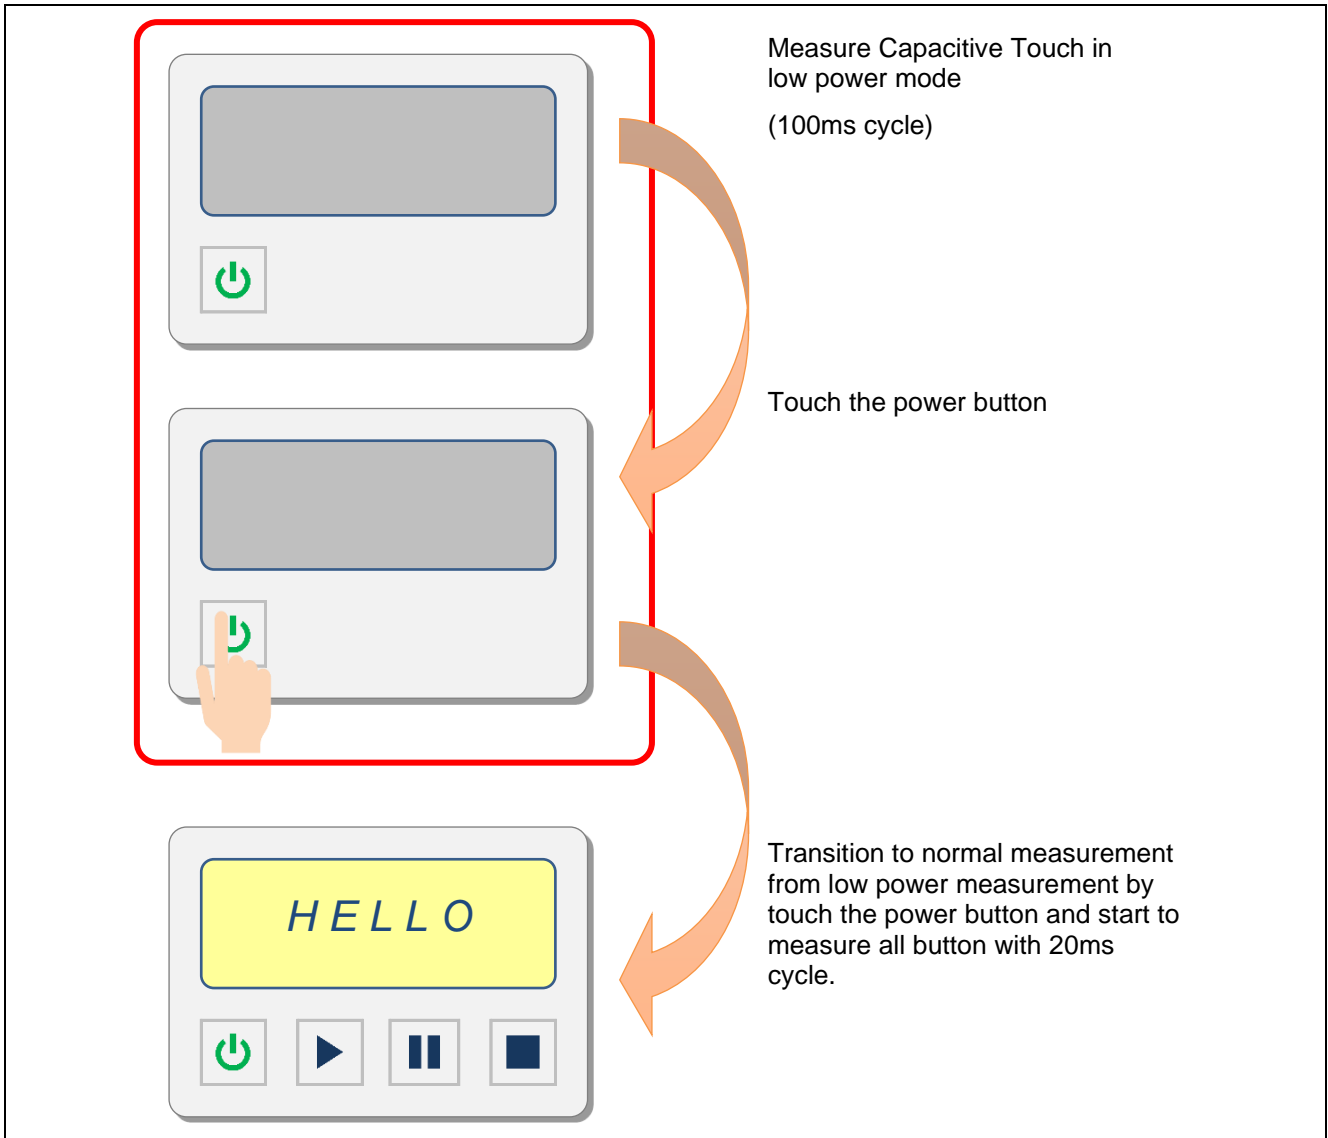 Measure Capacitive Touch in
low power mode
(100ms cycle)
Touch the power button
Transition to normal measurement
from low power measurement by
touch the power button and start to
measure all button with 20ms
cycle.
HELLO